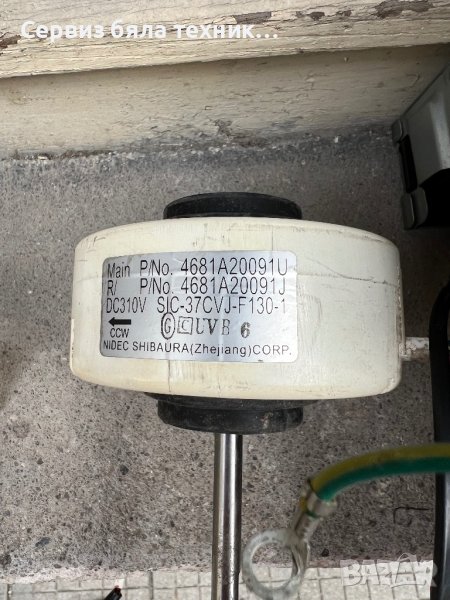 Сервиз бяла техник...
Main P/No. 4681A20091U
R/ P/No. 4681A20091J
DC310V SIC-37CVJ-F130-1
CCW
G C UVB 6
NIDEC SHIBAURA(Zhejiang)CORP.
BAZAR